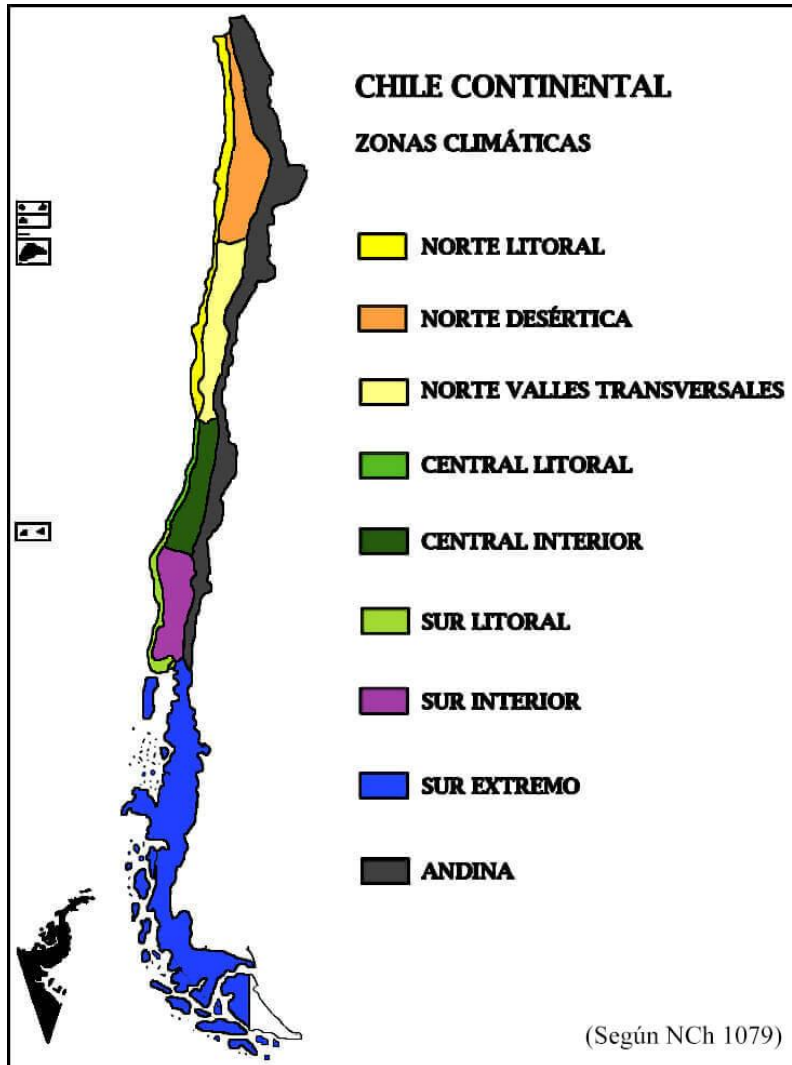 CHILE CONTINENTAL
ZONAS CLIMÁTICAS
NORTE LITORAL
NORTE DESÉRTICA
NORTE VALLES TRANSVERSALES
CENTRAL LITORAL
CENTRAL INTERIOR
SUR LITORAL
SUR INTERIOR
SUR EXTREMO
ANDINA
(Según NCh 1079)